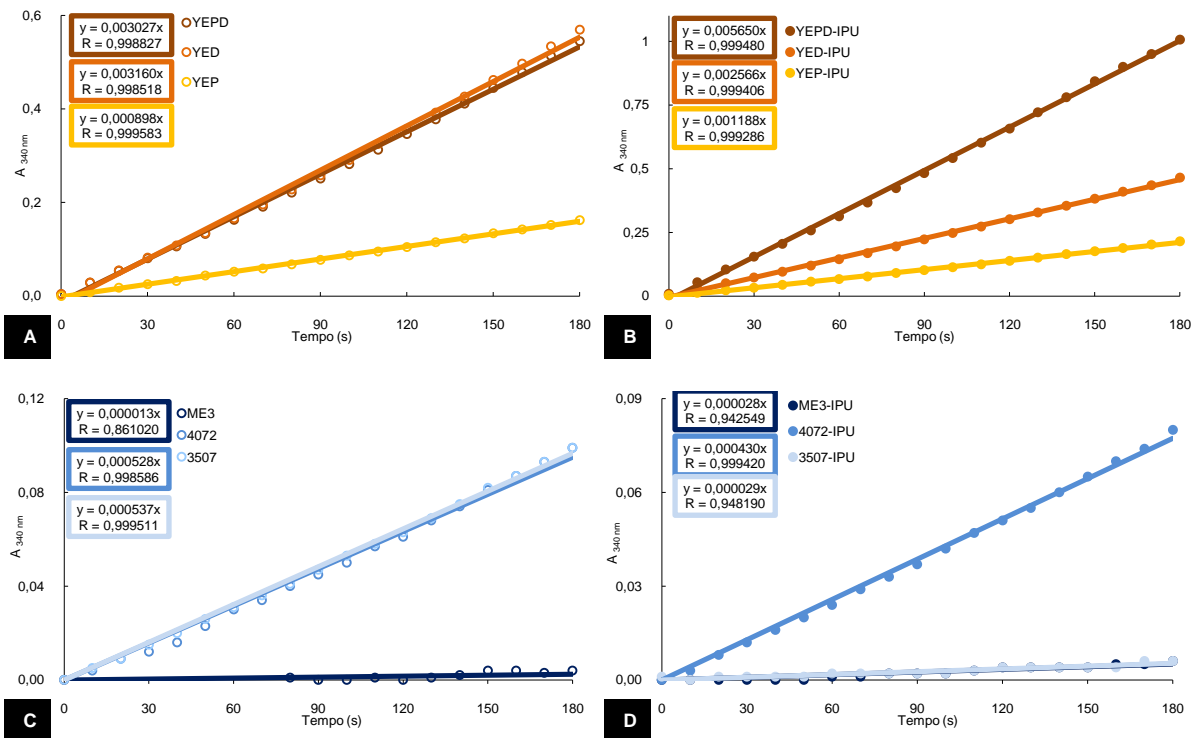 y = 0,003027x
R = 0,998827
y = 0,003160x
R = 0,998518
y = 0,000898x
R = 0,999583
YEPD
YED
YEP
0,6
0,4
0,2
0,0
A 340 nm
0 30 60 90 120 150 180
Tempo (s)
A
y = 0,005650x
R = 0,999480
y = 0,002566x
R = 0,999406
y = 0,001188x
R = 0,999286
YEPD-IPU
YED-IPU
YEP-IPU
1
0,75
0,5
0,25
0
A 340 nm
0 30 60 90 120 150 180
Tempo (s)
B
y = 0,000013x
R = 0,861020
y = 0,000528x
R = 0,998586
y = 0,000537x
R = 0,999511
ME3
4072
3507
0,12
0,08
0,04
0,00
A 340 nm
0 30 60 90 120 150 180
Tempo (s)
C
y = 0,000028x
R = 0,942549
y = 0,000430x
R = 0,999420
y = 0,000029x
R = 0,948190
ME3-IPU
4072-IPU
3507-IPU
0,09
0,06
0,03
0,00
A 340 nm
0 30 60 90 120 150 180
Tempo (s)
D